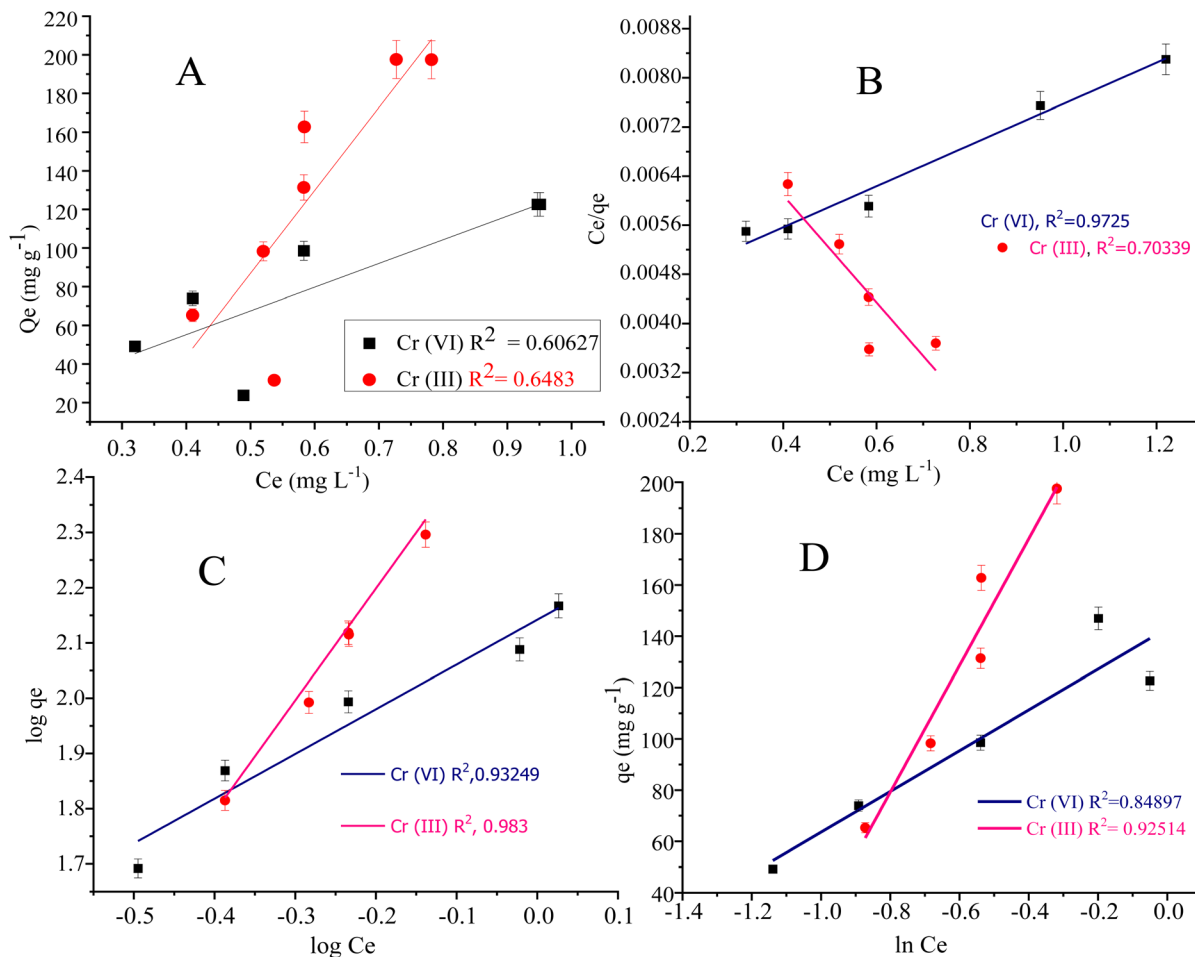 A
Qe (mg g-1)
220
200
180
160
140
120
100
80
60
40
20
0.3 0.4 0.5 0.6 0.7 0.8 0.9 1.0
Ce (mg L-1)
Cr (VI) R2 = 0.60627
Cr (III) R2= 0.6483
B
Ce/qe
0.0088
0.0080
0.0072
0.0064
0.0056
0.0048
0.0040
0.0032
0.0024
0.2 0.4 0.6 0.8 1.0 1.2
Ce (mg L-1)
Cr (VI), R2=0.9725
Cr (III), R2=0.70339
C
log qe
2.4
2.3
2.2
2.1
2.0
1.9
1.8
1.7
-0.5 -0.4 -0.3 -0.2 -0.1 0.0 0.1
log Ce
Cr (VI) R2,0.93249
Cr (III) R2, 0.983
D
qe (mg g-1)
200
180
160
140
120
100
80
60
40
-1.4 -1.2 -1.0 -0.8 -0.6 -0.4 -0.2 0.0
ln Ce
Cr (VI) R2=0.84897
Cr (III) R2= 0.92514